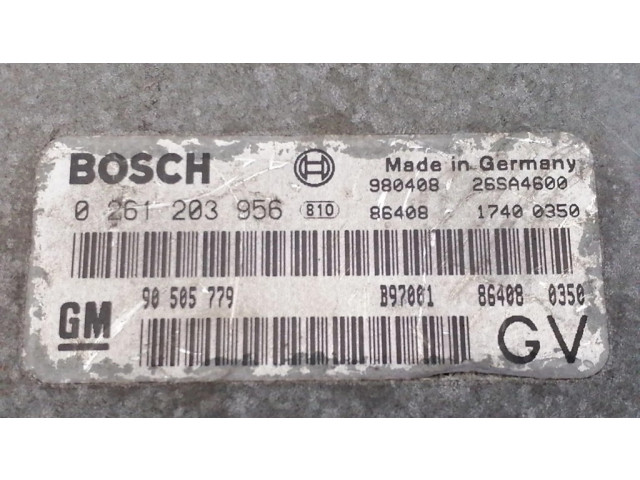 BOSCH Made in Germany
980408 26SA4600
0 261 203 956 810 86408 1740 0350
90 505 779 B97001 86408 0350
GM GV